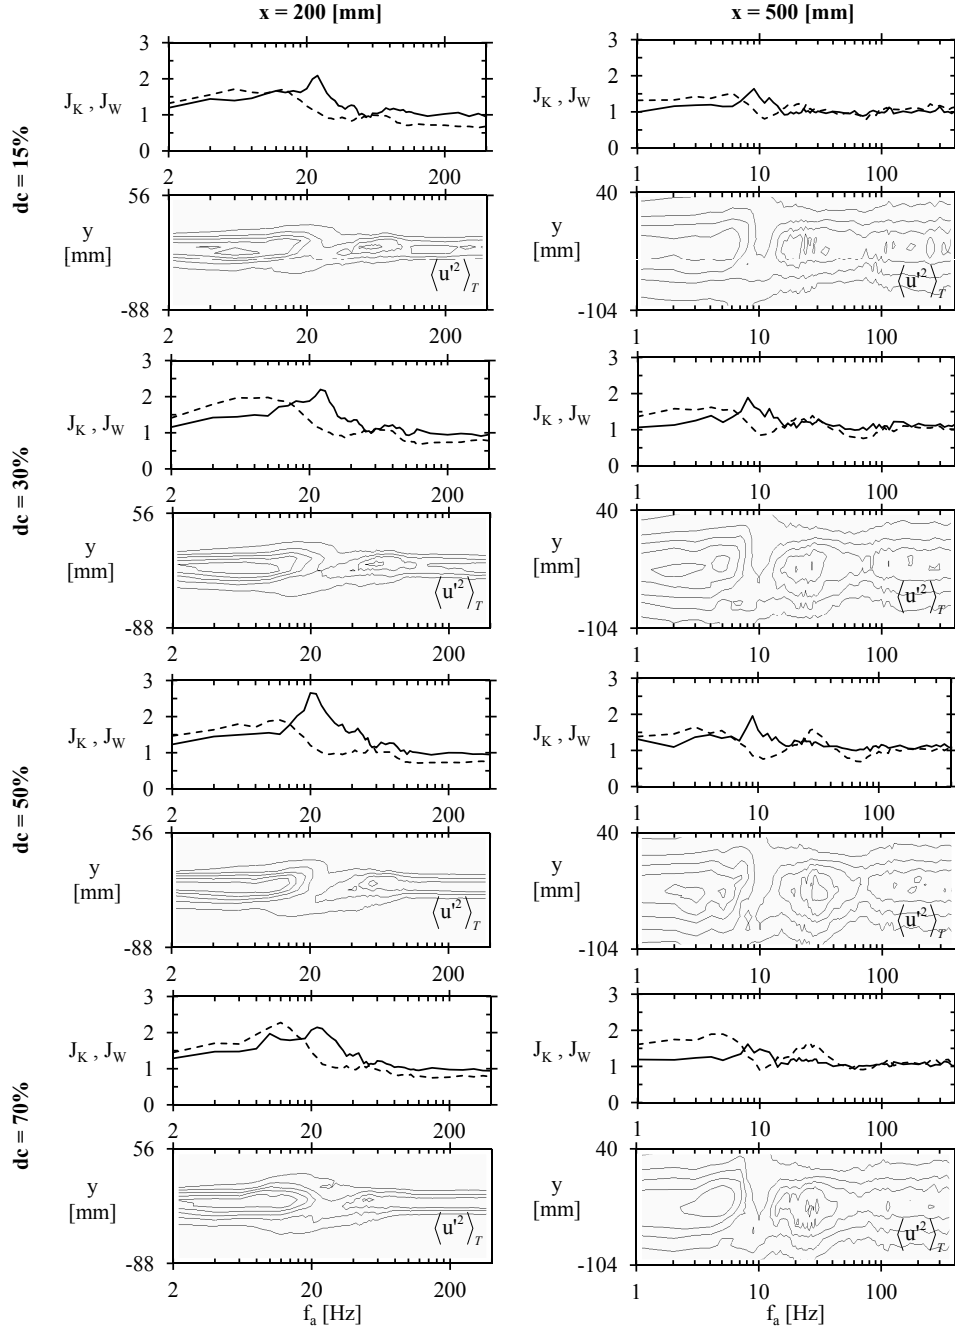 x = 200 [mm] x = 500 [mm]
dc = 15%
3 3
2 2
J_K , J_W J_K , J_W
1 1
0 0
2 20 200 1 10 100
56 40
y y
[mm] [mm]
⟨u'²⟩_T ⟨u'²⟩_T
-88 -104
2 20 200 1 10 100
dc = 30%
3 3
2 2
J_K , J_W J_K , J_W
1 1
0 0
2 20 200 1 10 100
56 40
y y
[mm] [mm]
⟨u'²⟩_T ⟨u'²⟩_T
-88 -104
2 20 200 1 10 100
dc = 50%
3 3
2 2
J_K , J_W J_K , J_W
1 1
0 0
2 20 200 1 10 100
56 40
y y
[mm] [mm]
⟨u'²⟩_T ⟨u'²⟩_T
-88 -104
2 20 200 1 10 100
dc = 70%
3 3
2 2
J_K , J_W J_K , J_W
1 1
0 0
2 20 200 1 10 100
56 40
y y
[mm] [mm]
⟨u'²⟩_T ⟨u'²⟩_T
-88 -104
2 20 200 1 10 100
f_a [Hz] f_a [Hz]